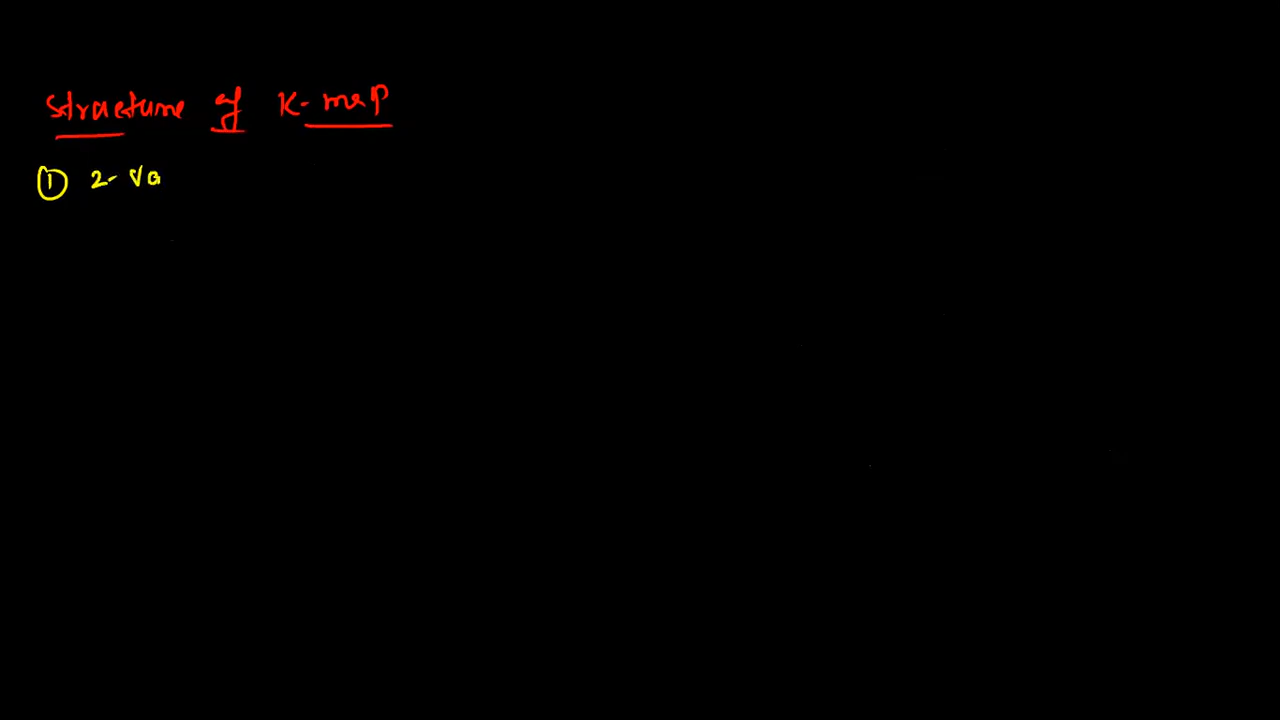 Structure of K-map
① 2- va